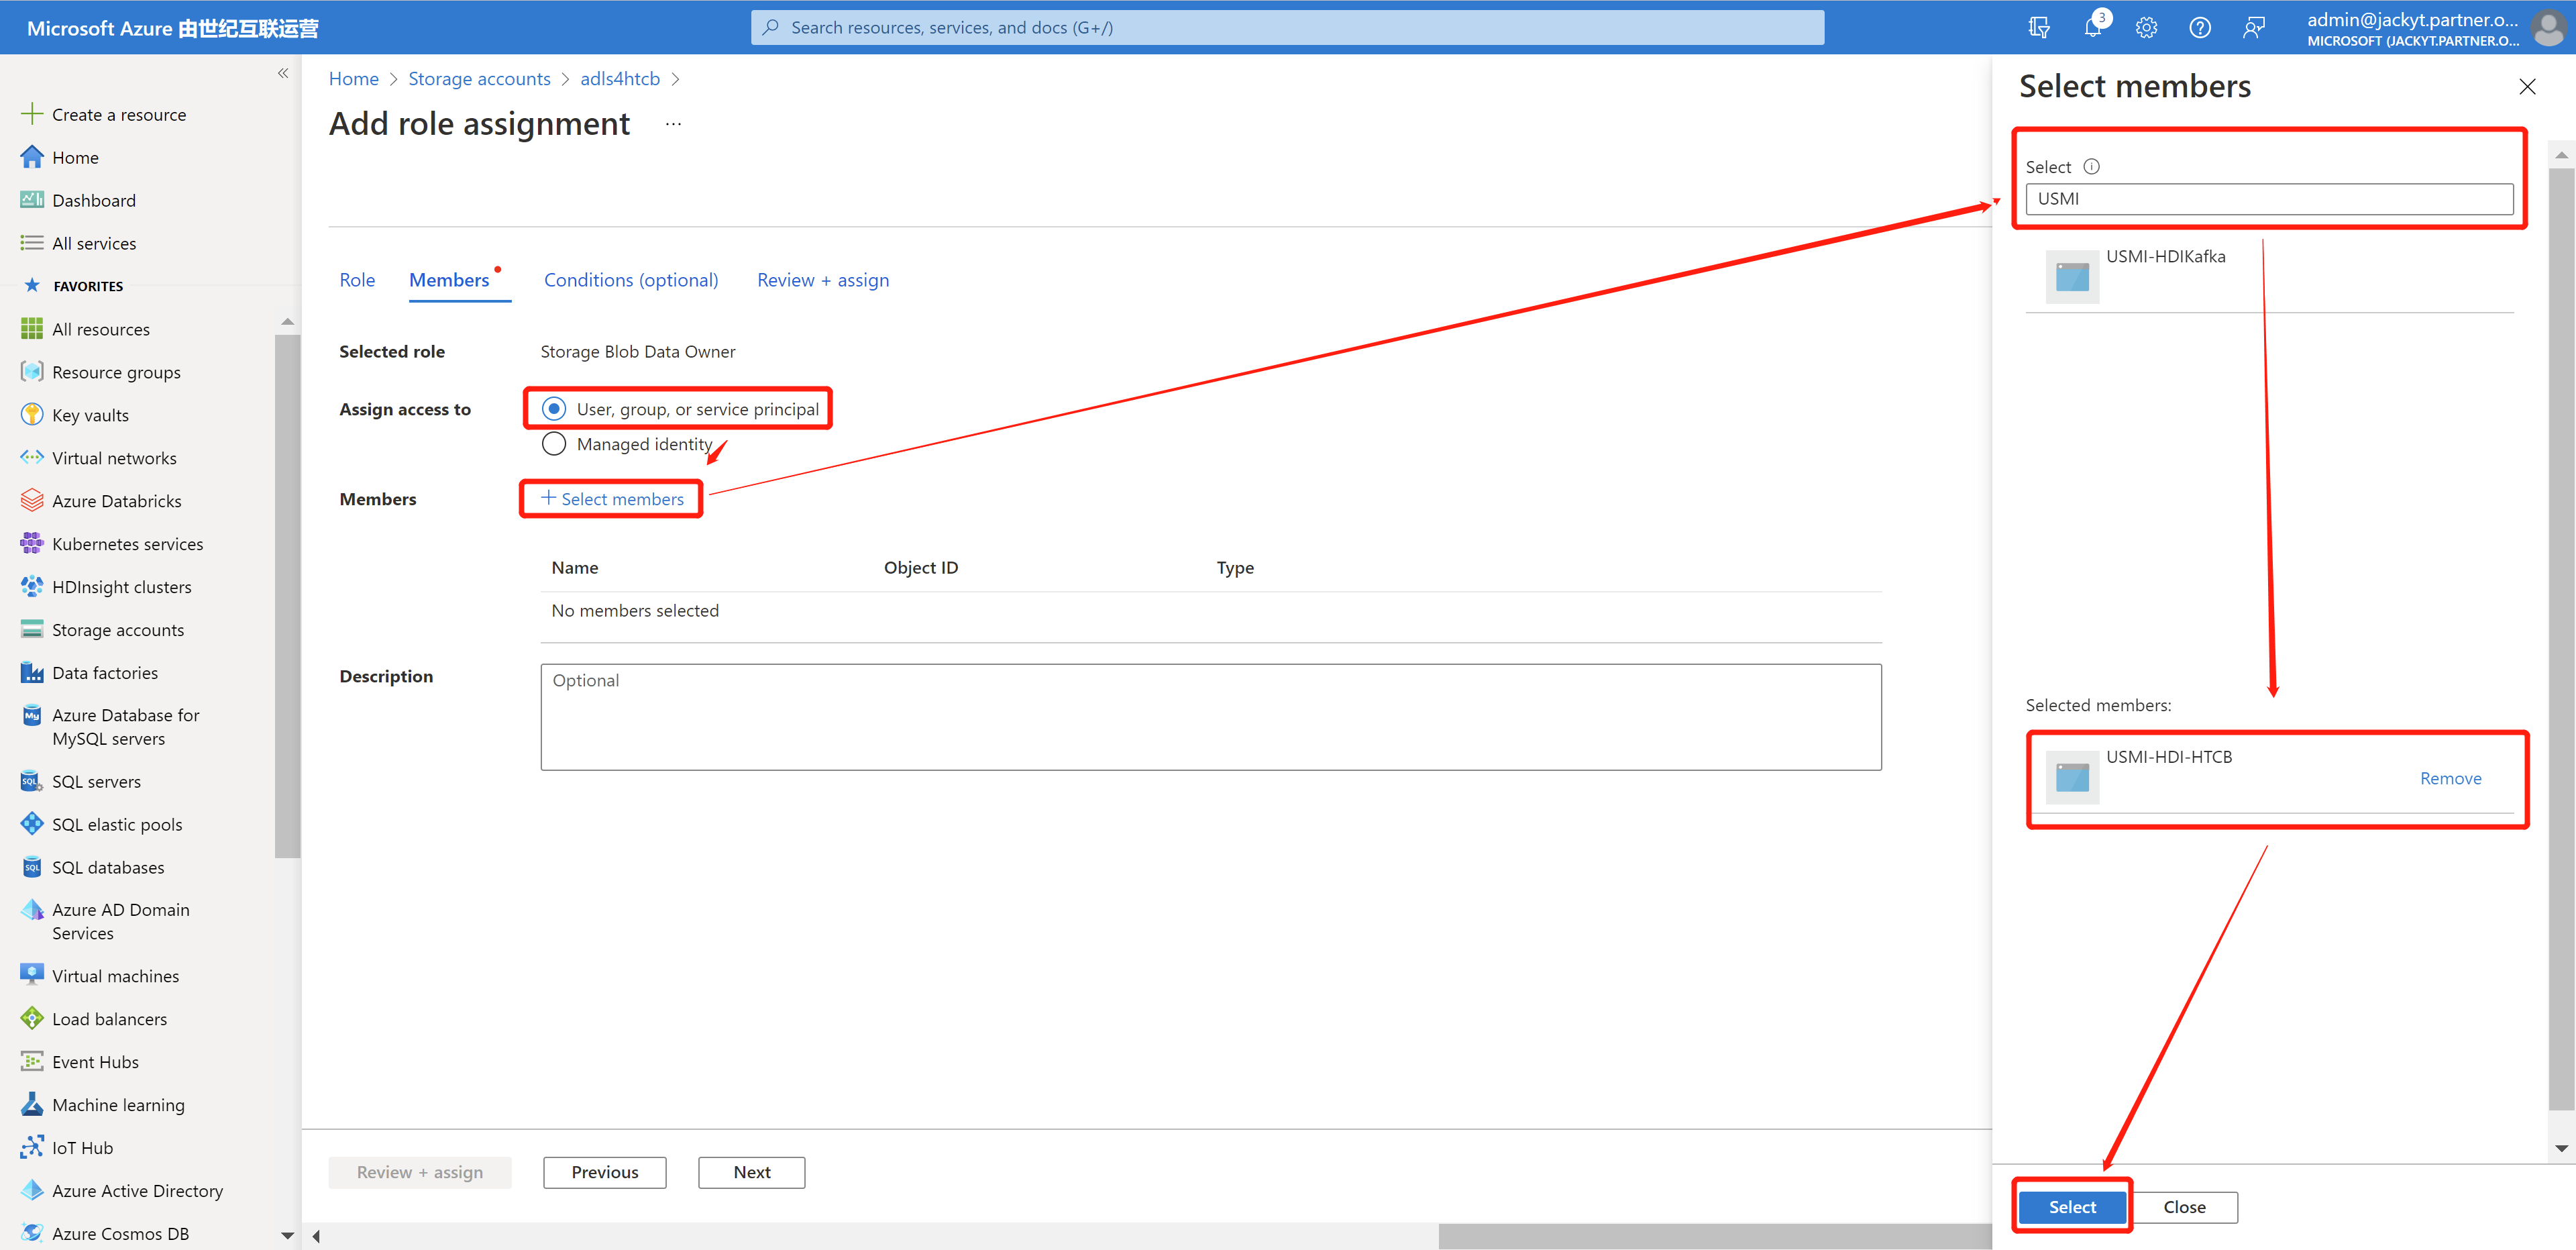 Microsoft Azure 由世纪互联运营
Search resources, services, and docs (G+/)
3
admin@jackyt.partner.o...
MICROSOFT (JACKYT.PARTNER.O...
Create a resource
Home
Dashboard
All services
FAVORITES
All resources
Resource groups
Key vaults
Virtual networks
Azure Databricks
Kubernetes services
HDInsight clusters
Storage accounts
Data factories
Azure Database for
MySQL servers
SQL servers
SQL elastic pools
SQL databases
Azure AD Domain
Services
Virtual machines
Load balancers
Event Hubs
Machine learning
IoT Hub
Azure Active Directory
Azure Cosmos DB
Home > Storage accounts > adls4htcb >
Add role assignment ...
Role Members Conditions (optional) Review + assign
Selected role Storage Blob Data Owner
Assign access to User, group, or service principal
Managed identity
Members + Select members
Name Object ID Type
No members selected
Description Optional
Review + assign Previous Next
Select members
Select
USMI
USMI-HDIKafka
Selected members:
USMI-HDI-HTCB
Remove
Select Close